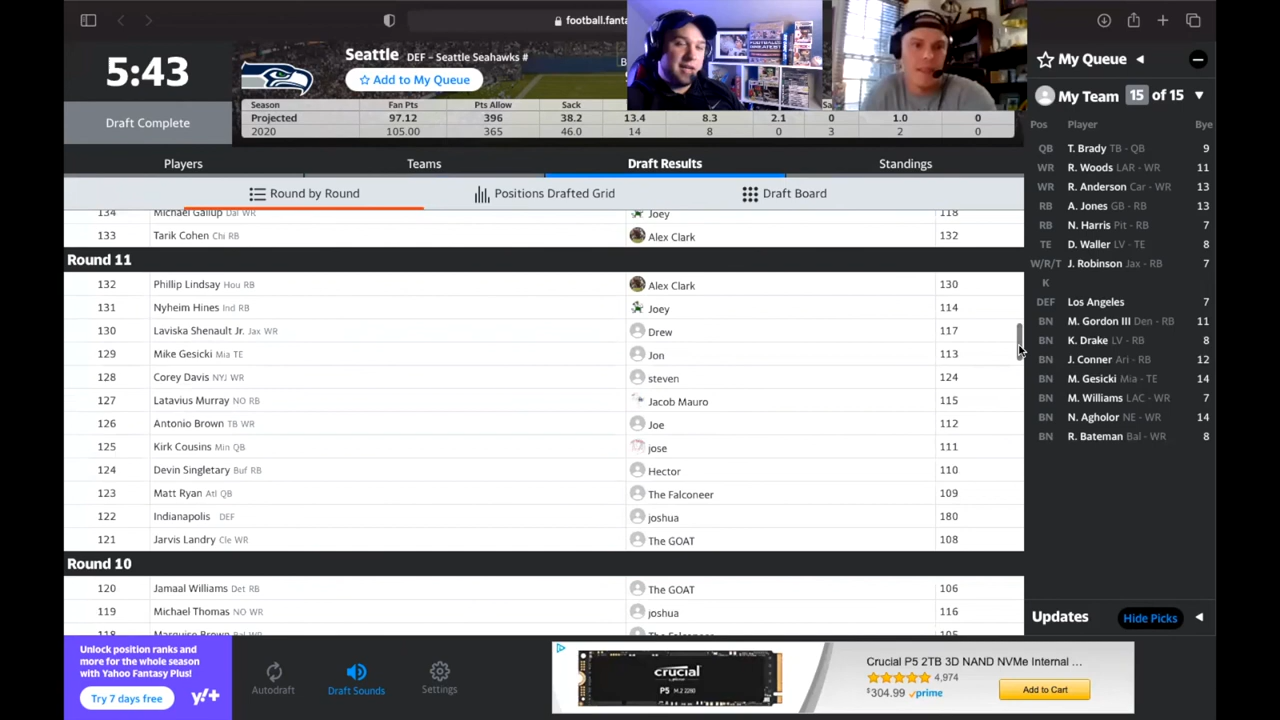 football.fanta
5:43
Draft Complete
Seattle DEF - Seattle Seahawks #
Add to My Queue
Season Fan Pts Pts Allow Sack Sa
Projected 97.12 396 38.2 13.4 8.3 2.1 0 1.0 0
2020 105.00 365 46.0 14 8 0 3 2 0
Players Teams Draft Results Standings
Round by Round Positions Drafted Grid Draft Board
134 Michael Gallup Dal WR Joey 118
133 Tarik Cohen Chi RB Alex Clark 132
Round 11
132 Phillip Lindsay Hou RB Alex Clark 130
131 Nyheim Hines Ind RB Joey 114
130 Laviska Shenault Jr. Jax WR Drew 117
129 Mike Gesicki Mia TE Jon 113
128 Corey Davis NYJ WR steven 124
127 Latavius Murray NO RB Jacob Mauro 115
126 Antonio Brown TB WR Joe 112
125 Kirk Cousins Min QB jose 111
124 Devin Singletary Buf RB Hector 110
123 Matt Ryan Atl QB The Falconeer 109
122 Indianapolis DEF joshua 180
121 Jarvis Landry Cle WR The GOAT 108
Round 10
120 Jamaal Williams Det RB The GOAT 106
119 Michael Thomas NO WR joshua 116
118 Marquise Brown Bal WR The Falconeer 105
My Queue
My Team 15 of 15
Pos Player Bye
QB T. Brady TB - QB 9
WR R. Woods LAR - WR 11
WR R. Anderson Car - WR 13
RB A. Jones GB - RB 13
RB N. Harris Pit - RB 7
TE D. Waller LV - TE 8
W/R/T J. Robinson Jax - RB 7
K
DEF Los Angeles 7
BN M. Gordon III Den - RB 11
BN K. Drake LV - RB 8
BN J. Conner Ari - RB 12
BN M. Gesicki Mia - TE 14
BN M. Williams LAC - WR 7
BN N. Agholor NE - WR 14
BN R. Bateman Bal - WR 8
Updates Hide Picks
Unlock position ranks and
more for the whole season
with Yahoo Fantasy Plus!
Try 7 days free
y!+
Autodraft Draft Sounds Settings
crucial
P5 M.2 2280
Crucial P5 2TB 3D NAND NVMe Internal ...
4,974
$304.99 prime
Add to Cart